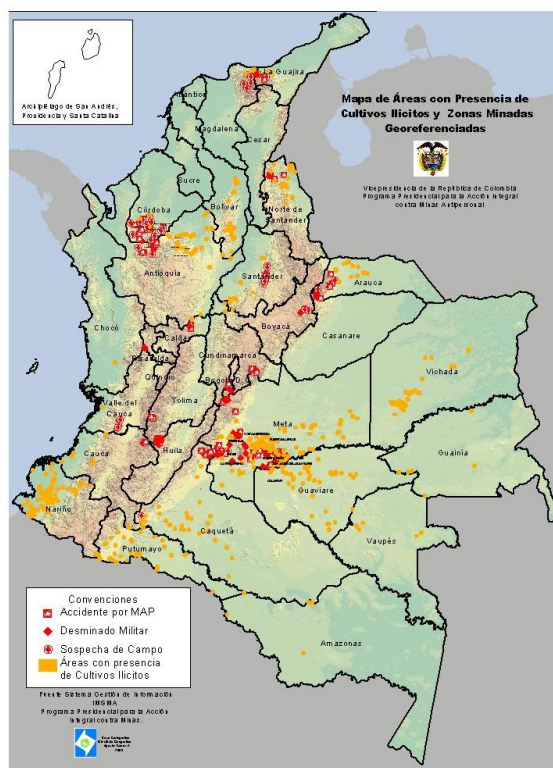 Archipiélago de San Andrés,
Providencia y Santa Catalina
Mapa de Áreas con Presencia de
Cultivos Ilicitos y Zonas Minadas
Georeferenciadas
Vicepresidencia de la República de Colombia
Programa Presidencial para la Acción Integral
contra Minas Antipersonal
La Guajira
Atlántico
Magdalena
Cesar
Sucre
Córdoba
Bolívar
Norte de
Santander
Antioquia
Santander
Arauca
Chocó
Boyacá
Casanare
Caldas
Cundinamarca
Risaralda
Vichada
Quindío
Bogotá D.C.
Tolima
Valle del
Cauca
Meta
Guainía
Cauca
Huila
Guaviare
Nariño
Caquetá
Vaupés
Putumayo
Amazonas
Convenciones
Accidente por MAP
Desminado Militar
Sospecha de Campo
Áreas con presencia
de Cultivos Ilicitos
Fuente Sistema Gestión de Información
IMSMA
Programa Presidencial para la Acción
Integral contra Minas.